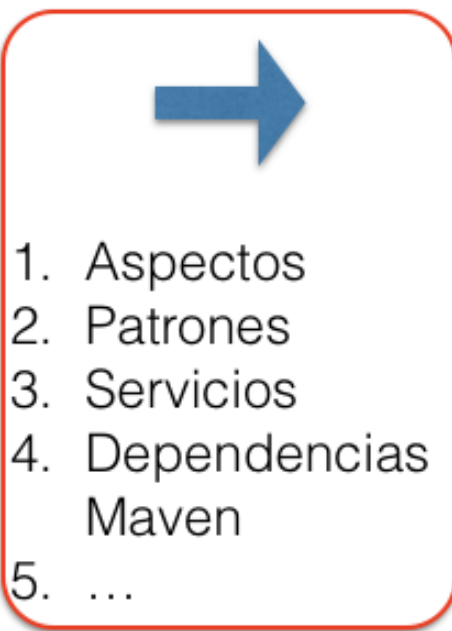 1. Aspectos
2. Patrones
3. Servicios
4. Dependencias
Maven
5. …